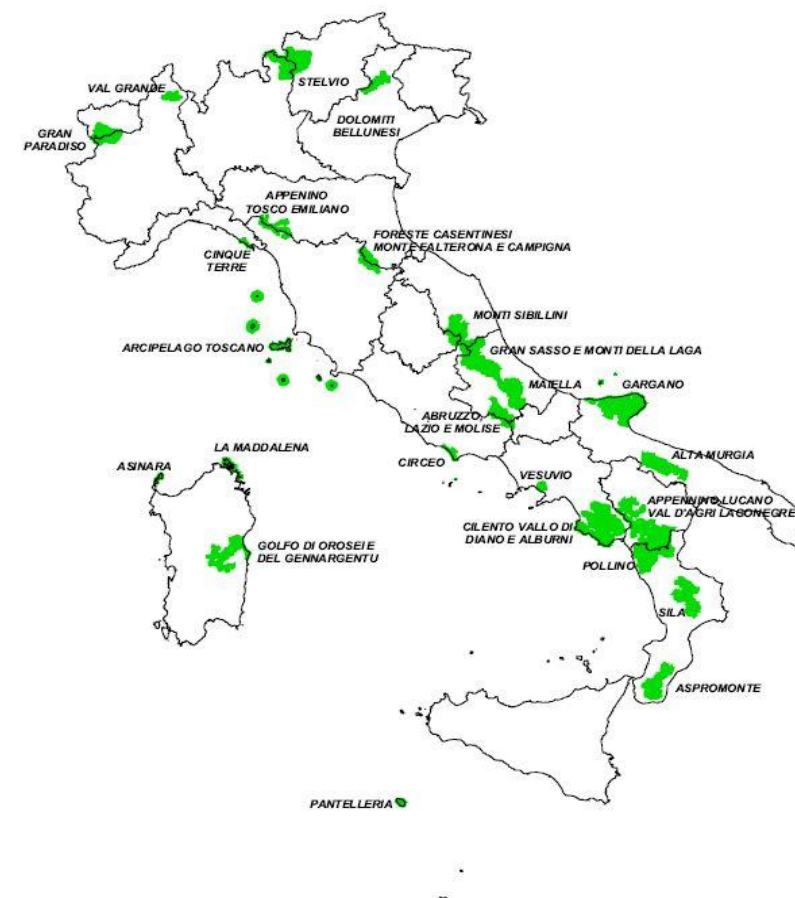 STELVIO
VAL GRANDE
DOLOMITI
BELLUNESI
GRAN
PARADISO
APPENINO
TOSCO EMILIANO
FORESTE CASENTINESI
MONTE FALTERONA E CAMPIGNA
CINQUE
TERRE
MONTI SIBILLINI
ARCIPELAGO TOSCANO
GRAN SASSO E MONTI DELLA LAGA
MAIELLA
GARGANO
ABRUZZO,
LAZIO E MOLISE
LA MADDALENA
ASINARA
CIRCEO
ALTA MURGIA
VESUVIO
APPENNINO LUCANO
VAL D'AGRI LAGONEGRE
CILENTO VALLO DI
DIANO E ALBURNI
GOLFO DI OROSEI E
DEL GENNARGENTU
POLLINO
SILA
ASPROMONTE
PANTELLERIA